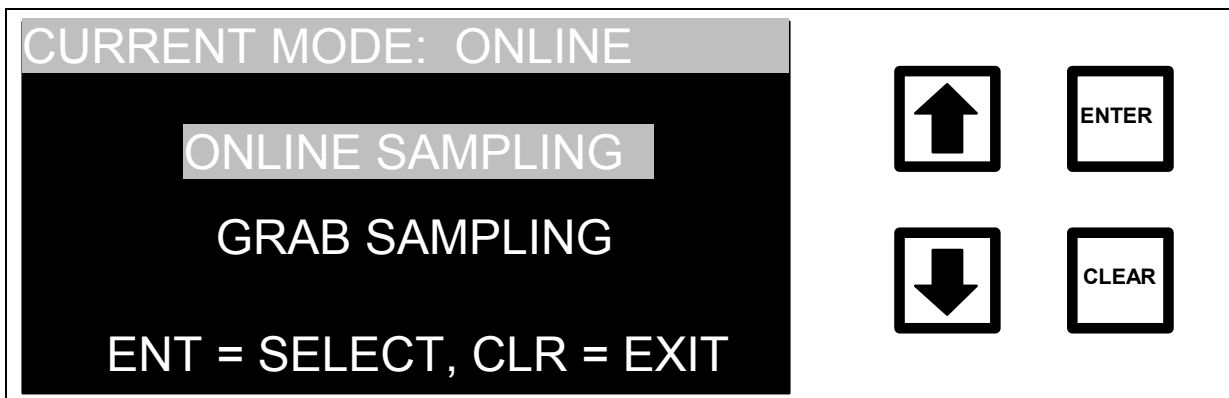 CURRENT MODE: ONLINE
ONLINE SAMPLING
GRAB SAMPLING
ENT = SELECT, CLR = EXIT
ENTER
CLEAR